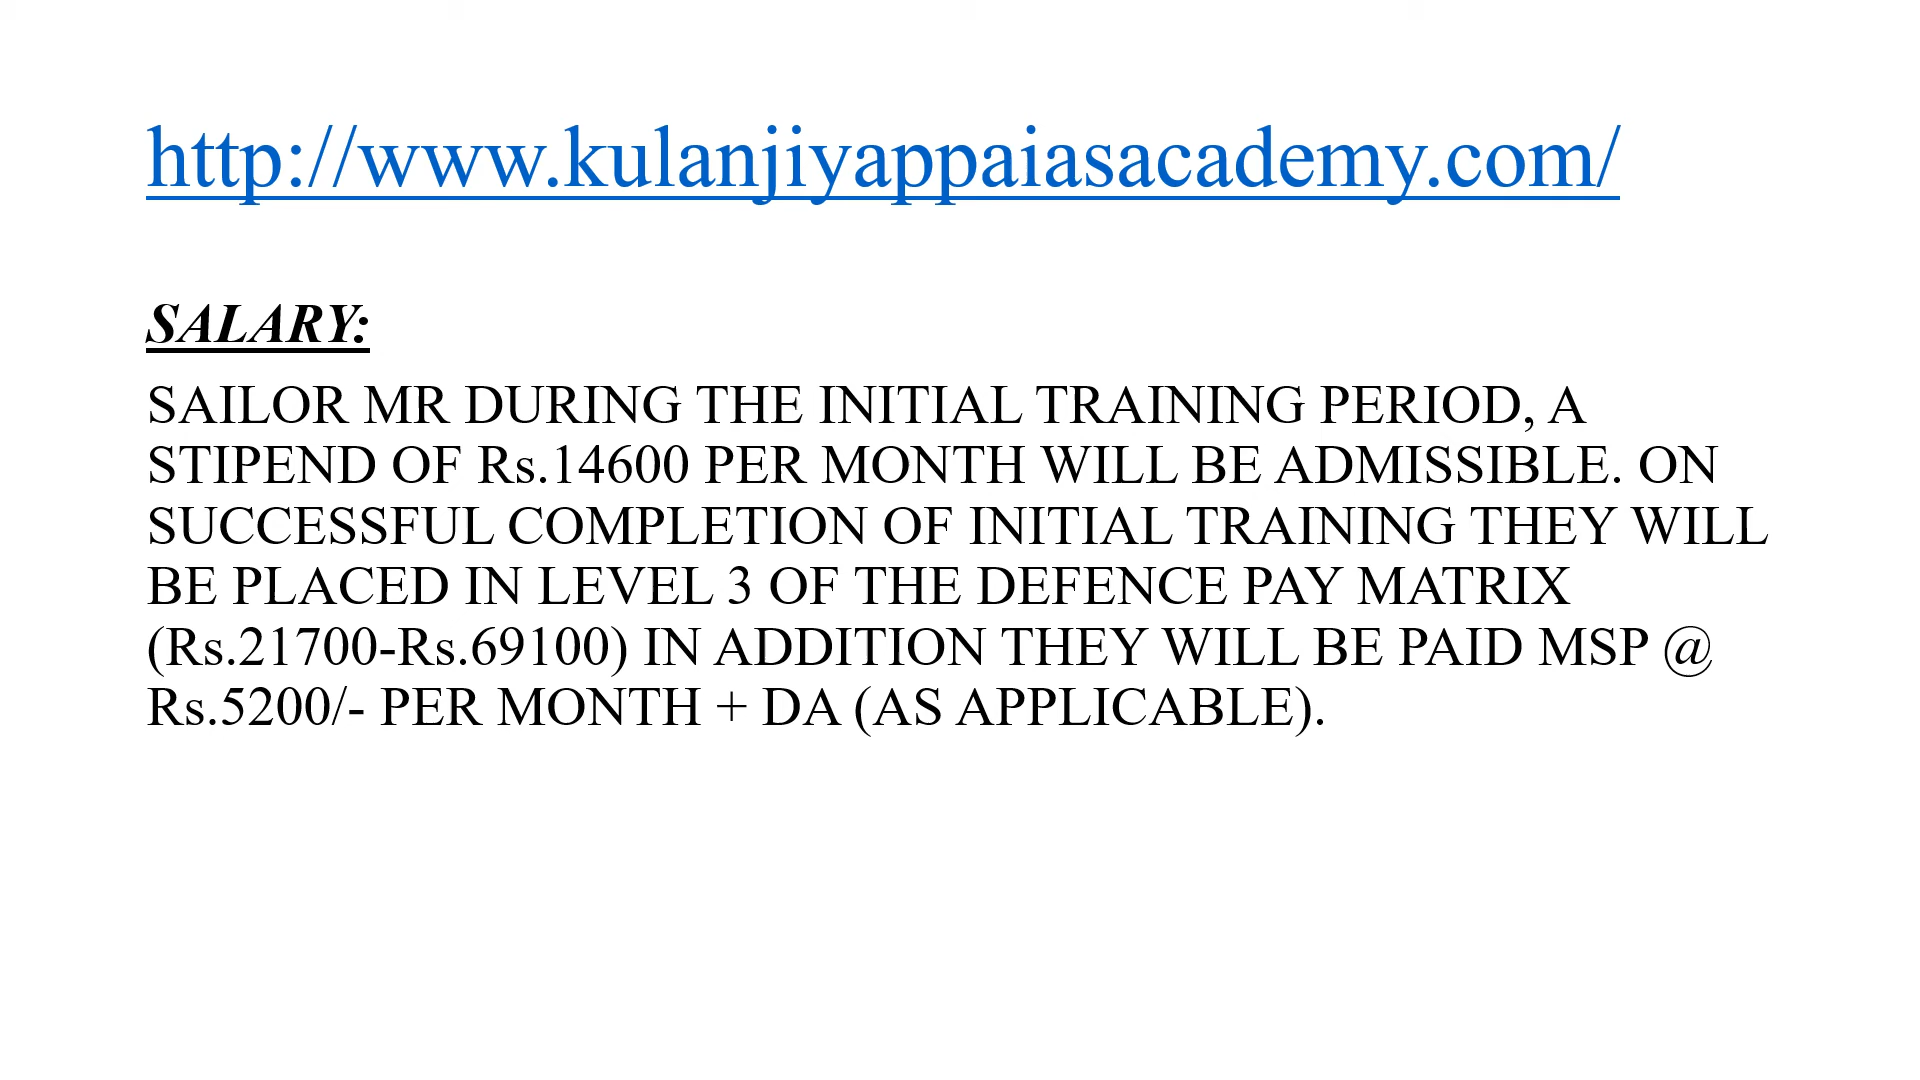 http://www.kulanjiyappaiasacademy.com/
SALARY:
SAILOR MR DURING THE INITIAL TRAINING PERIOD, A
STIPEND OF Rs.14600 PER MONTH WILL BE ADMISSIBLE. ON
SUCCESSFUL COMPLETION OF INITIAL TRAINING THEY WILL
BE PLACED IN LEVEL 3 OF THE DEFENCE PAY MATRIX
(Rs.21700-Rs.69100) IN ADDITION THEY WILL BE PAID MSP @
Rs.5200/- PER MONTH + DA (AS APPLICABLE).